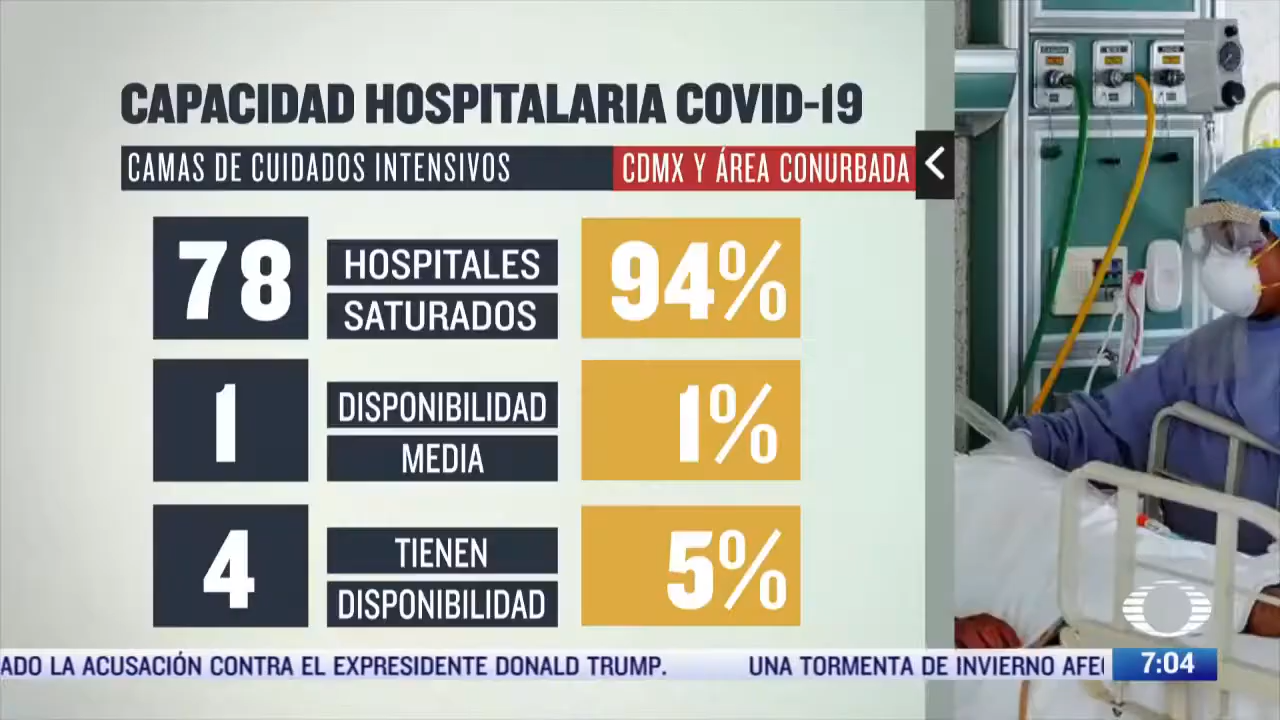 CAPACIDAD HOSPITALARIA COVID-19
CAMAS DE CUIDADOS INTENSIVOS
CDMX Y ÁREA CONURBADA
78
HOSPITALES
SATURADOS
94%
1
DISPONIBILIDAD
MEDIA
1%
4
TIENEN
DISPONIBILIDAD
5%
ADO LA ACUSACIÓN CONTRA EL EXPRESIDENTE DONALD TRUMP. UNA TORMENTA DE INVIERNO AFE
7:04